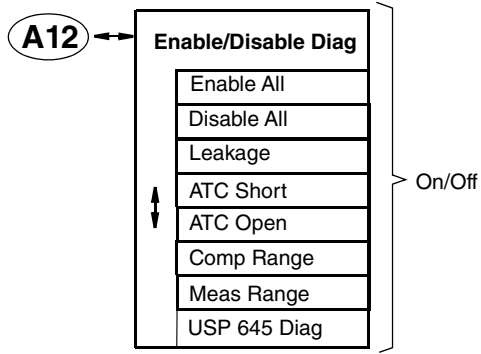 A12
Enable/Disable Diag
Enable All
Disable All
Leakage
ATC Short
ATC Open
Comp Range
Meas Range
USP 645 Diag
On/Off